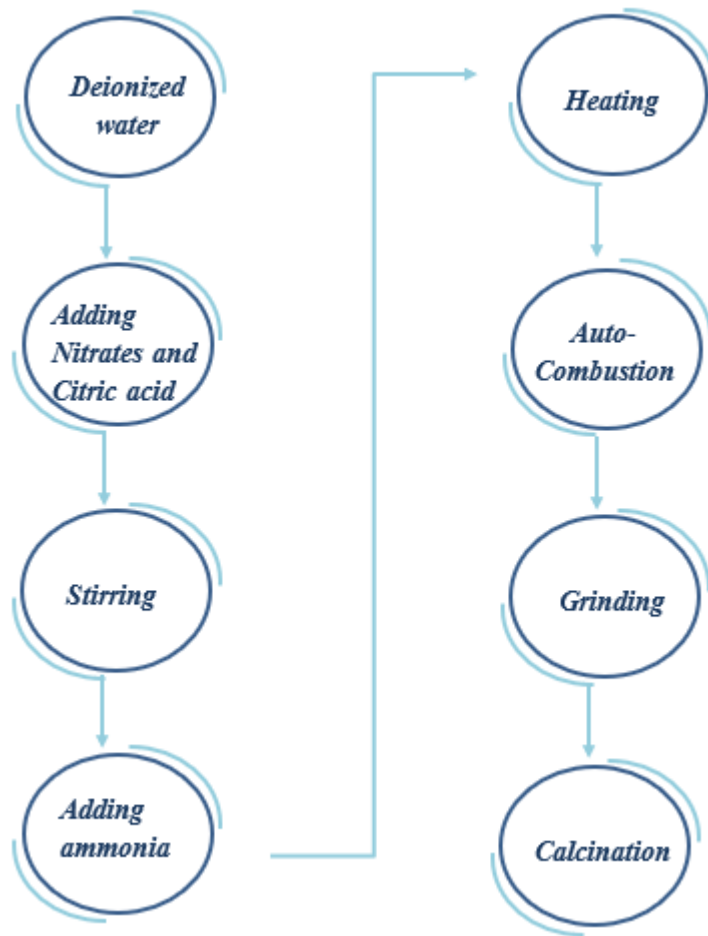 Deionized
water
Adding
Nitrates and
Citric acid
Stirring
Adding
ammonia
Heating
Auto-
Combustion
Grinding
Calcination